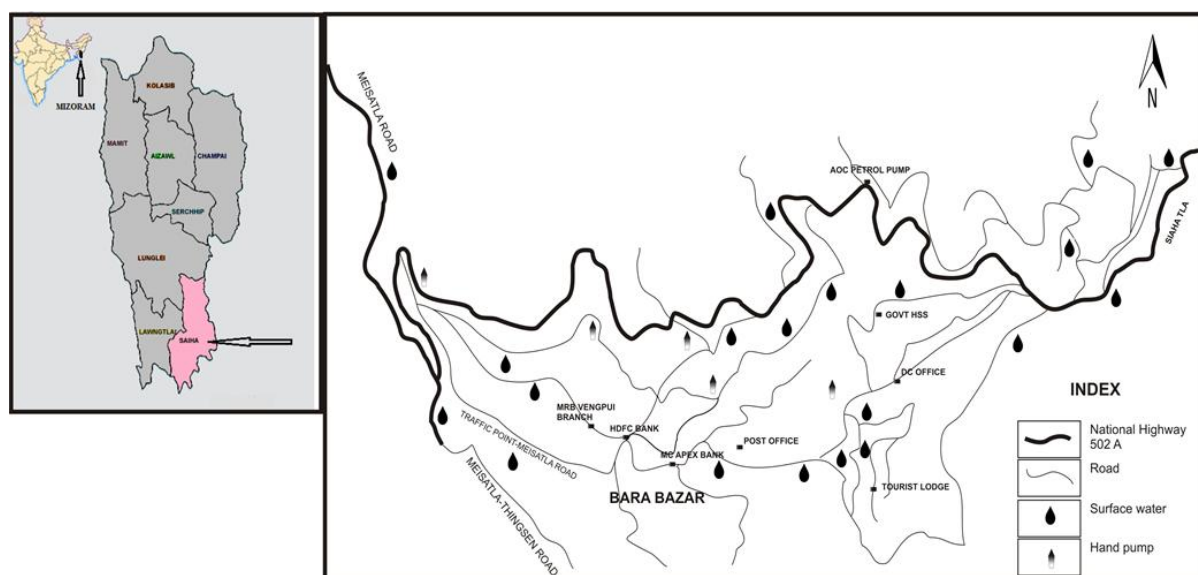 MIZORAM
KOLASIB
MAMIT
AIZAWL
CHAMPAI
SERCHHIP
LUNGLEI
LAWNGTLAI
SAIHA
MEISATLA ROAD
AOC PETROL PUMP
N
SIAHA TLA
GOVT HSS
DC OFFICE
MRB VENGPUI
BRANCH
HDFC BANK
TRAFFIC POINT-MEISATLA ROAD
POST OFFICE
MC APEX BANK
TOURIST LODGE
BARA BAZAR
MEISATLA-THINGSEN ROAD
INDEX
National Highway
502 A
Road
Surface water
Hand pump